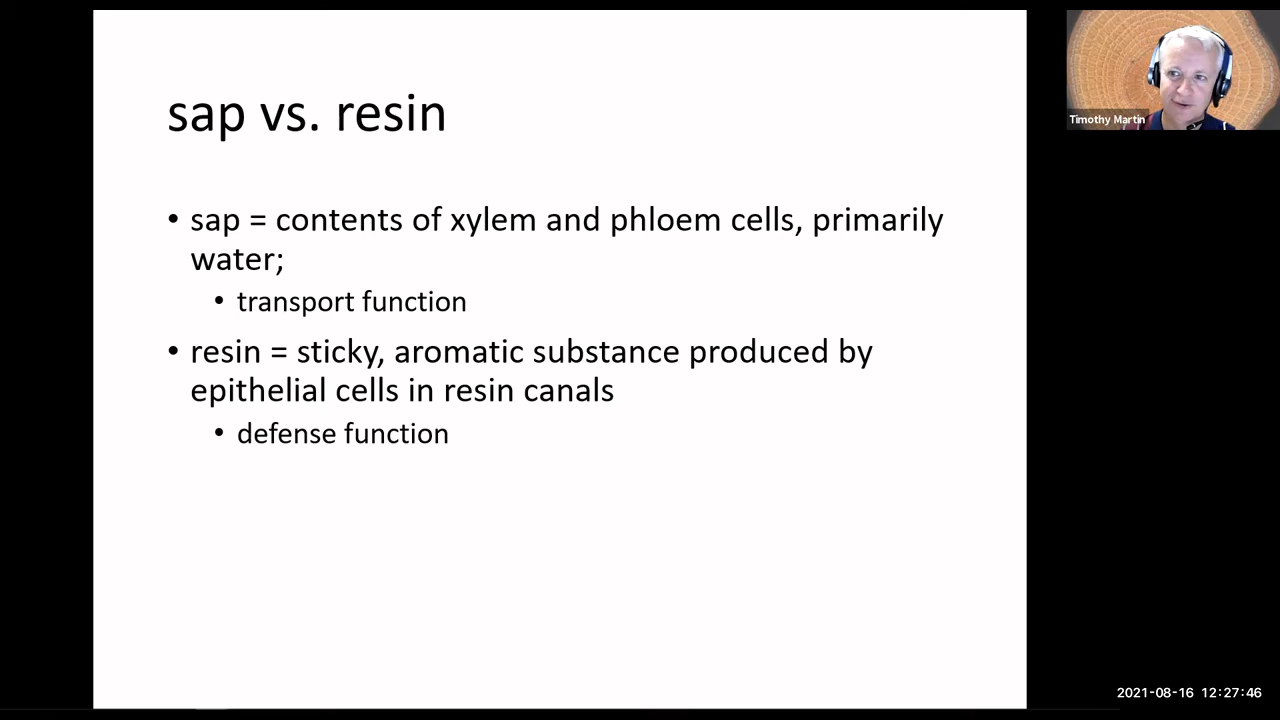 sap vs. resin
• sap = contents of xylem and phloem cells, primarily
water;
• transport function
• resin = sticky, aromatic substance produced by
epithelial cells in resin canals
• defense function
Timothy Martin
2021-08-16 12:27:46